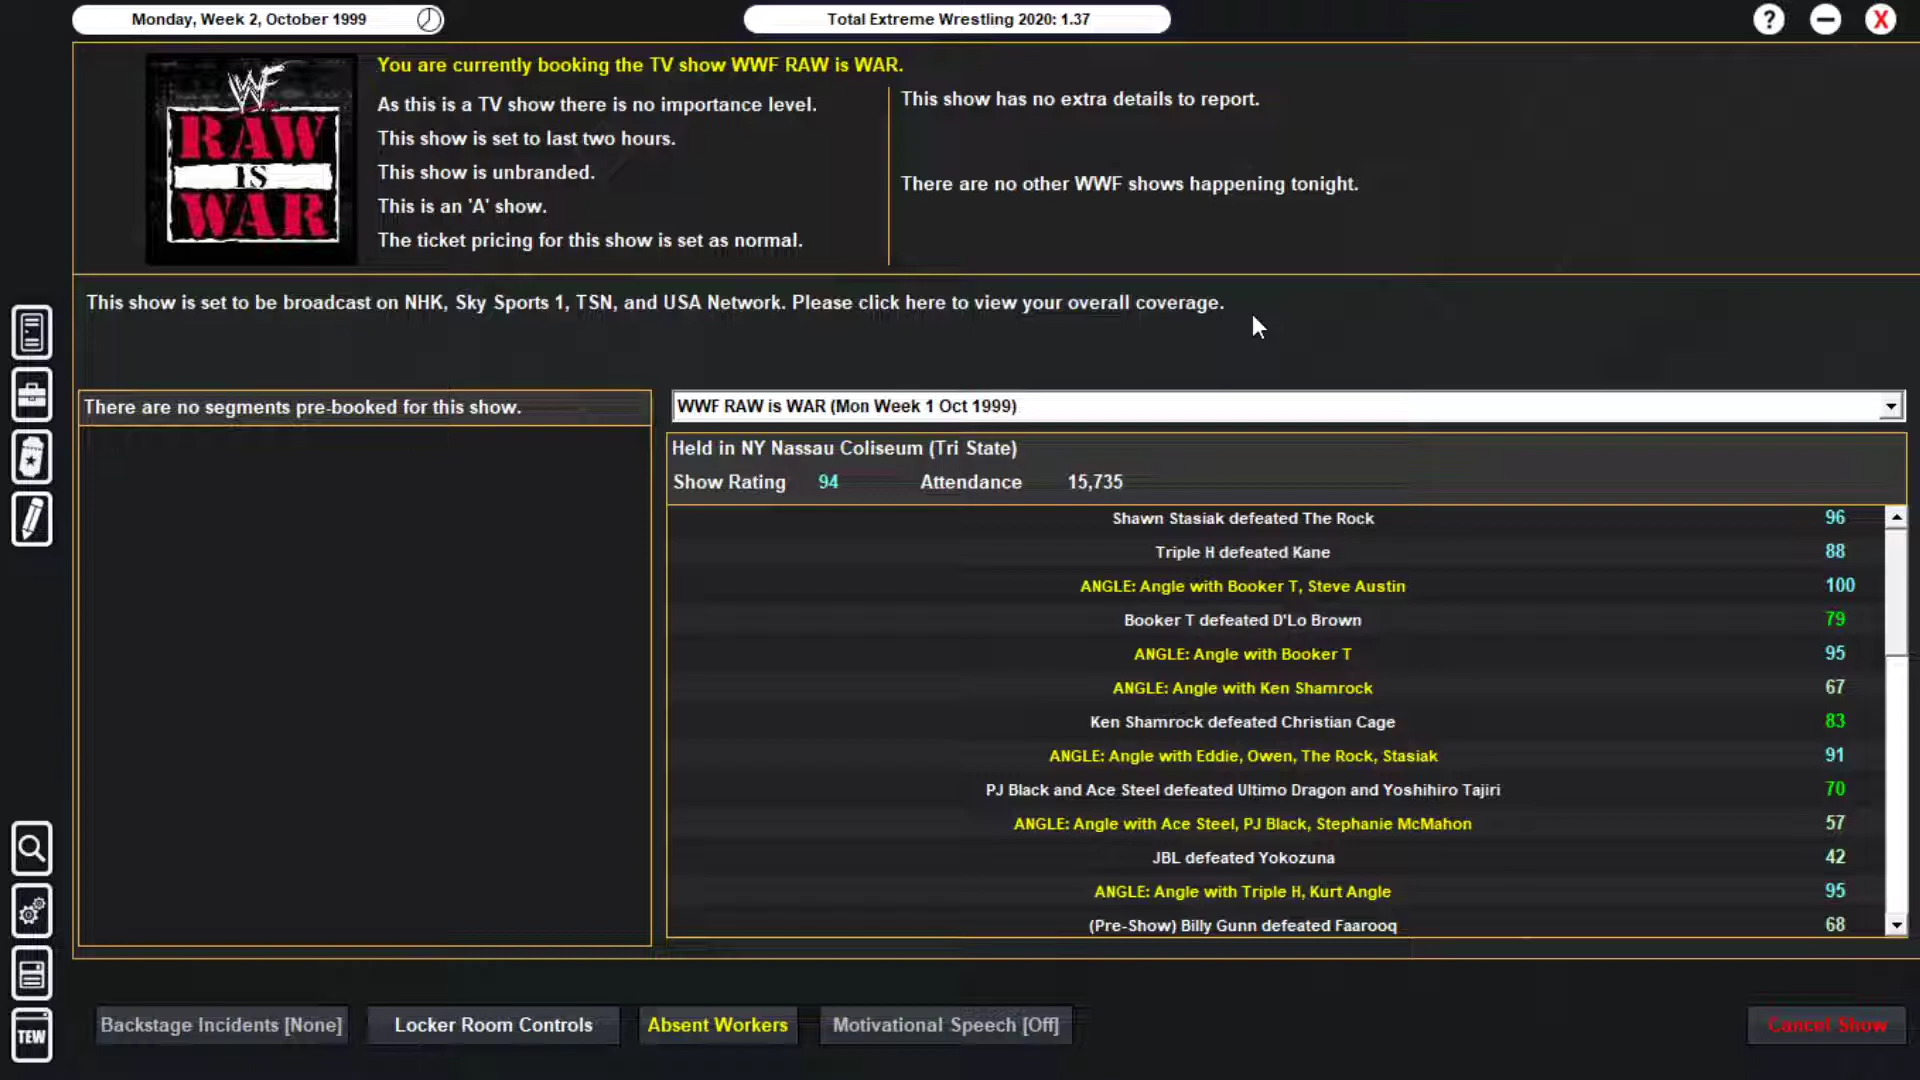 Monday, Week 2, October 1999
Total Extreme Wrestling 2020: 1.37
?
X
WF
RAW
IS
WAR
You are currently booking the TV show WWF RAW is WAR.
As this is a TV show there is no importance level.
This show is set to last two hours.
This show is unbranded.
This is an 'A' show.
The ticket pricing for this show is set as normal.
This show has no extra details to report.
There are no other WWF shows happening tonight.
This show is set to be broadcast on NHK, Sky Sports 1, TSN, and USA Network. Please click here to view your overall coverage.
There are no segments pre-booked for this show.
WWF RAW is WAR (Mon Week 1 Oct 1999)
Held in NY Nassau Coliseum (Tri State)
Show Rating 94 Attendance 15,735
Shawn Stasiak defeated The Rock 96
Triple H defeated Kane 88
ANGLE: Angle with Booker T, Steve Austin 100
Booker T defeated D'Lo Brown 79
ANGLE: Angle with Booker T 95
ANGLE: Angle with Ken Shamrock 67
Ken Shamrock defeated Christian Cage 83
ANGLE: Angle with Eddie, Owen, The Rock, Stasiak 91
PJ Black and Ace Steel defeated Ultimo Dragon and Yoshihiro Tajiri 70
ANGLE: Angle with Ace Steel, PJ Black, Stephanie McMahon 57
JBL defeated Yokozuna 42
ANGLE: Angle with Triple H, Kurt Angle 95
(Pre-Show) Billy Gunn defeated Faarooq 68
TEW
Backstage Incidents [None]
Locker Room Controls
Absent Workers
Motivational Speech [Off]
Cancel Show